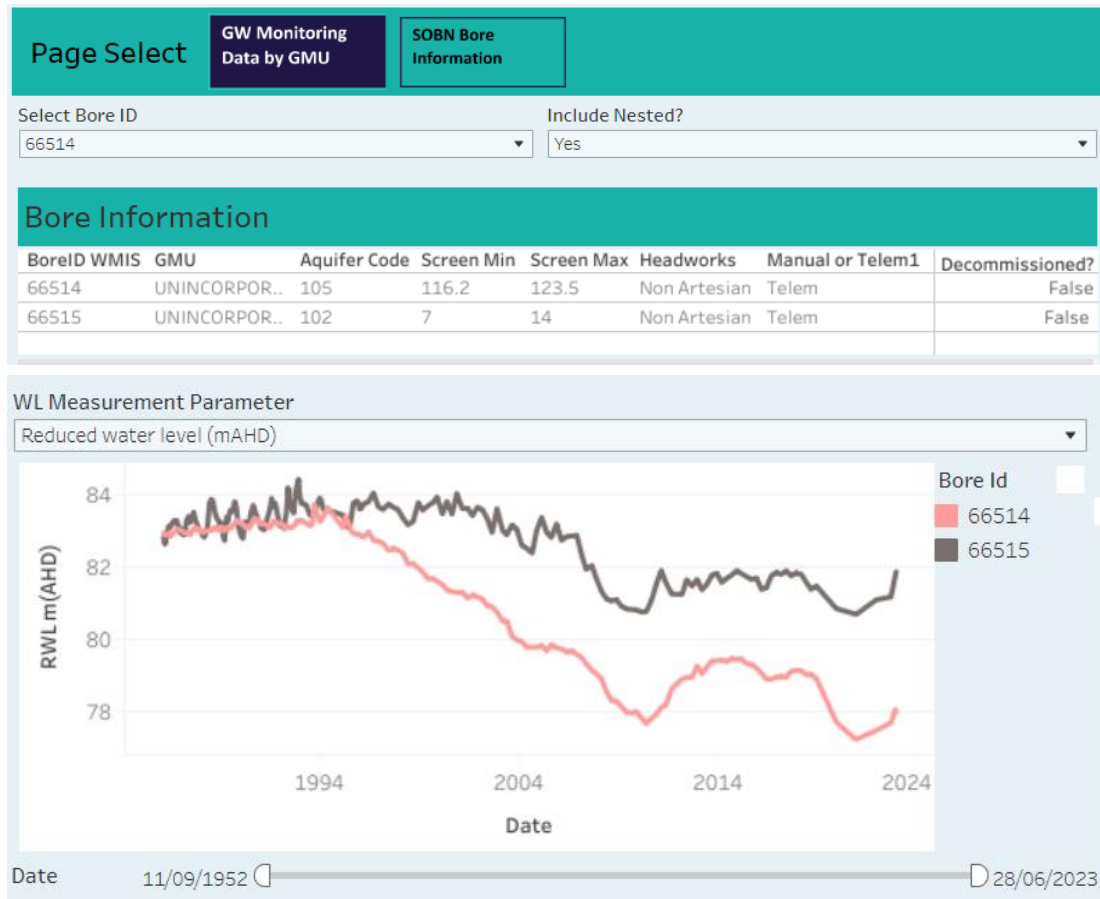 Page Select
GW Monitoring
Data by GMU
SOBN Bore
Information
Select Bore ID
Include Nested?
66514
Yes
Bore Information
BoreID WMIS GMU Aquifer Code Screen Min Screen Max Headworks Manual or Telem1 Decommissioned?
66514 UNINCORPOR.. 105 116.2 123.5 Non Artesian Telem False
66515 UNINCORPOR.. 102 7 14 Non Artesian Telem False
WL Measurement Parameter
Reduced water level (mAHD)
Bore Id
66514
66515
RWL m(AHD)
84
82
80
78
1994 2004 2014 2024
Date
Date 11/09/1952 28/06/2023